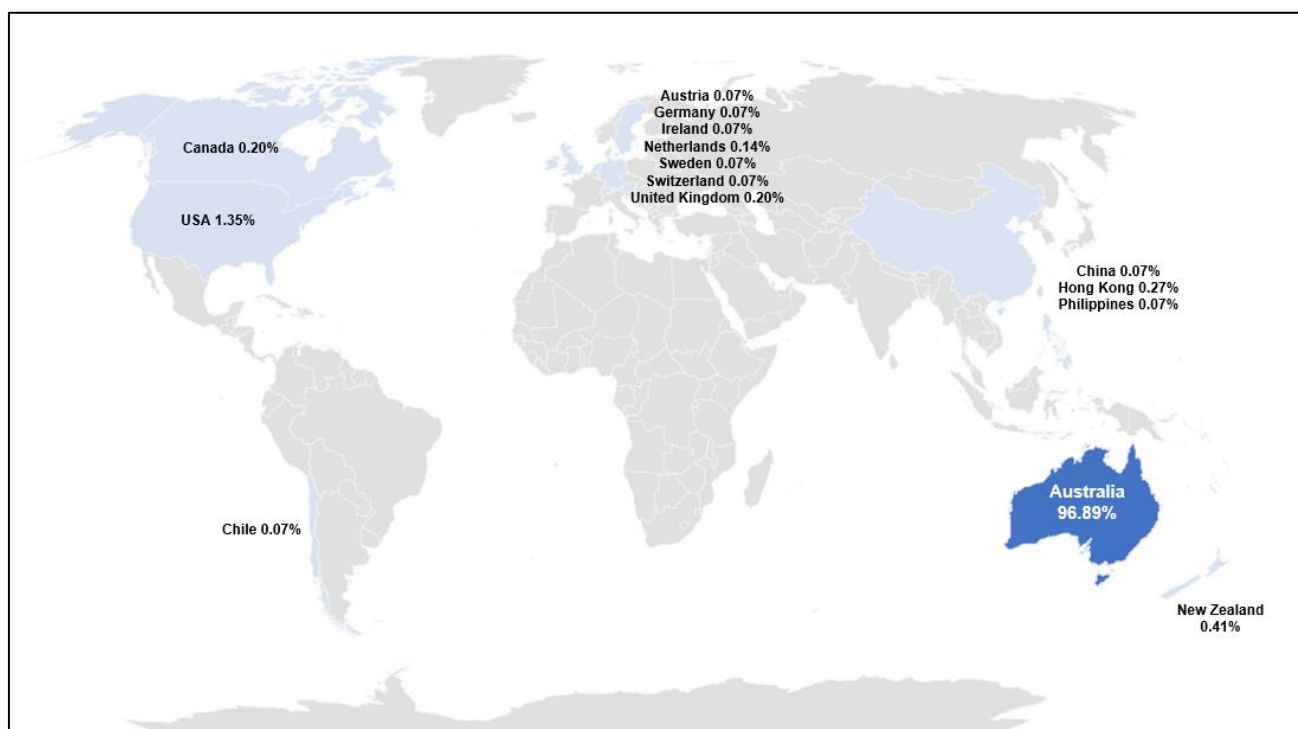 Canada 0.20%
USA 1.35%
Chile 0.07%
Austria 0.07%
Germany 0.07%
Ireland 0.07%
Netherlands 0.14%
Sweden 0.07%
Switzerland 0.07%
United Kingdom 0.20%
China 0.07%
Hong Kong 0.27%
Philippines 0.07%
Australia
96.89%
New Zealand
0.41%